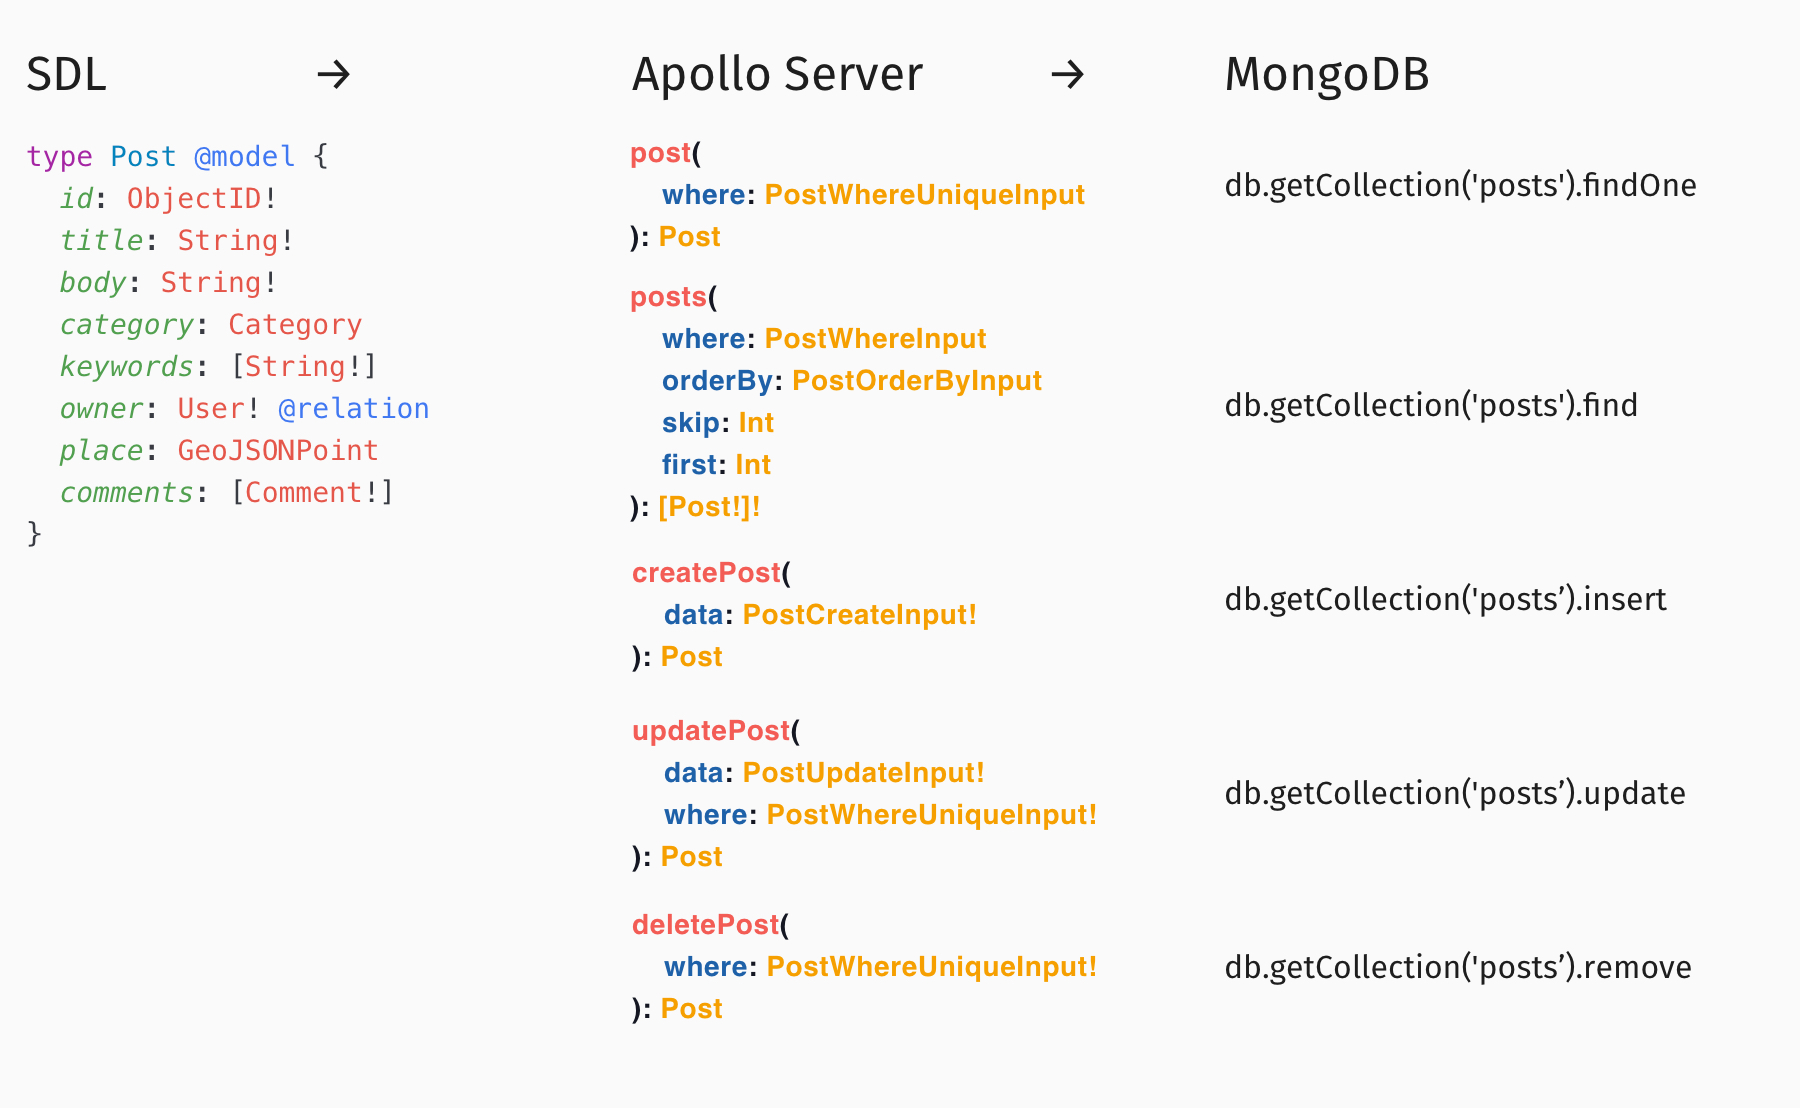 SDL →
type Post @model {
  id: ObjectID!
  title: String!
  body: String!
  category: Category
  keywords: [String!]
  owner: User! @relation
  place: GeoJSONPoint
  comments: [Comment!]
}
Apollo Server →
post(
  where: PostWhereUniqueInput
): Post
posts(
  where: PostWhereInput
  orderBy: PostOrderByInput
  skip: Int
  first: Int
): [Post!]!
createPost(
  data: PostCreateInput!
): Post
updatePost(
  data: PostUpdateInput!
  where: PostWhereUniqueInput!
): Post
deletePost(
  where: PostWhereUniqueInput!
): Post
MongoDB
db.getCollection('posts').findOne
db.getCollection('posts').find
db.getCollection('posts’).insert
db.getCollection('posts’).update
db.getCollection('posts’).remove